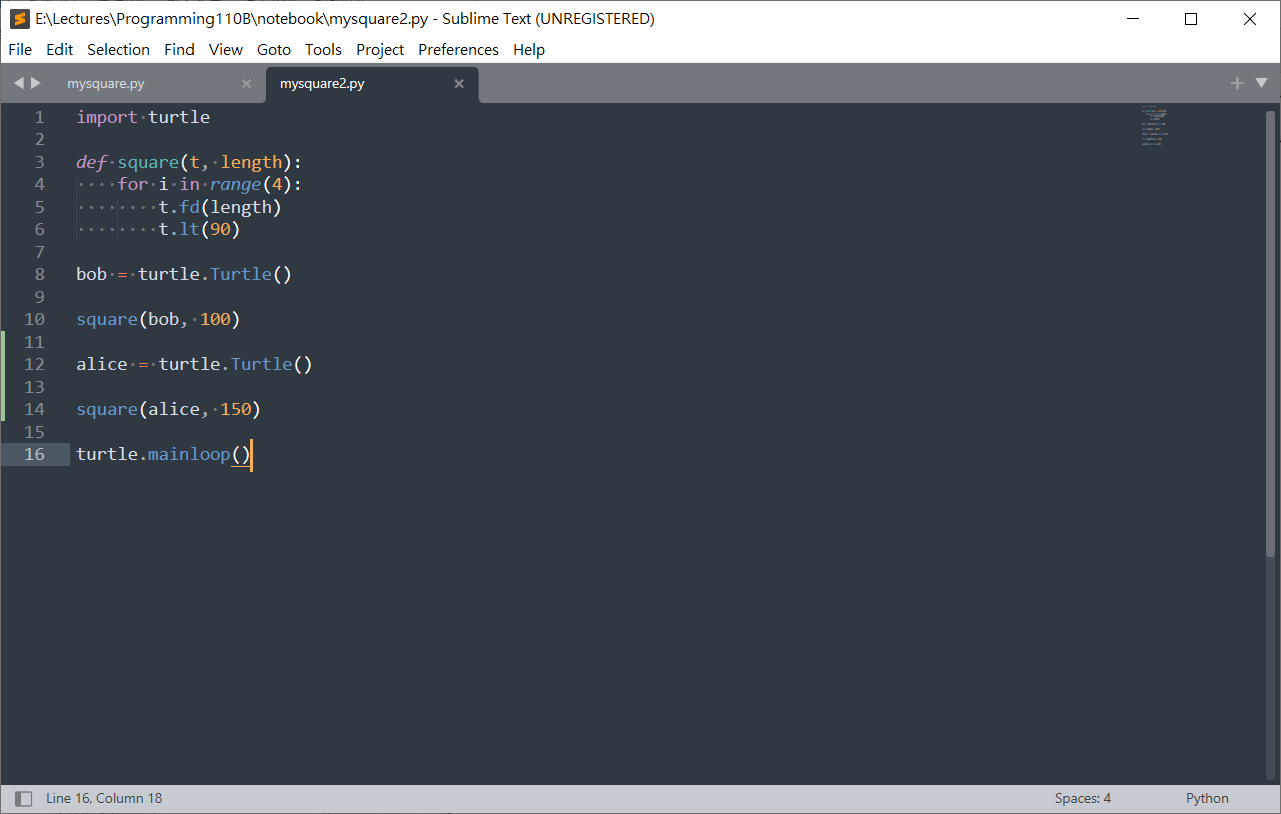 E:\Lectures\Programming110B\notebook\mysquare2.py - Sublime Text (UNREGISTERED)
File Edit Selection Find View Goto Tools Project Preferences Help
mysquare.py mysquare2.py
1 import turtle
2
3 def square(t, length):
4     for i in range(4):
5         t.fd(length)
6         t.lt(90)
7
8 bob = turtle.Turtle()
9
10 square(bob, 100)
11
12 alice = turtle.Turtle()
13
14 square(alice, 150)
15
16 turtle.mainloop()
Line 16, Column 18 Spaces: 4 Python